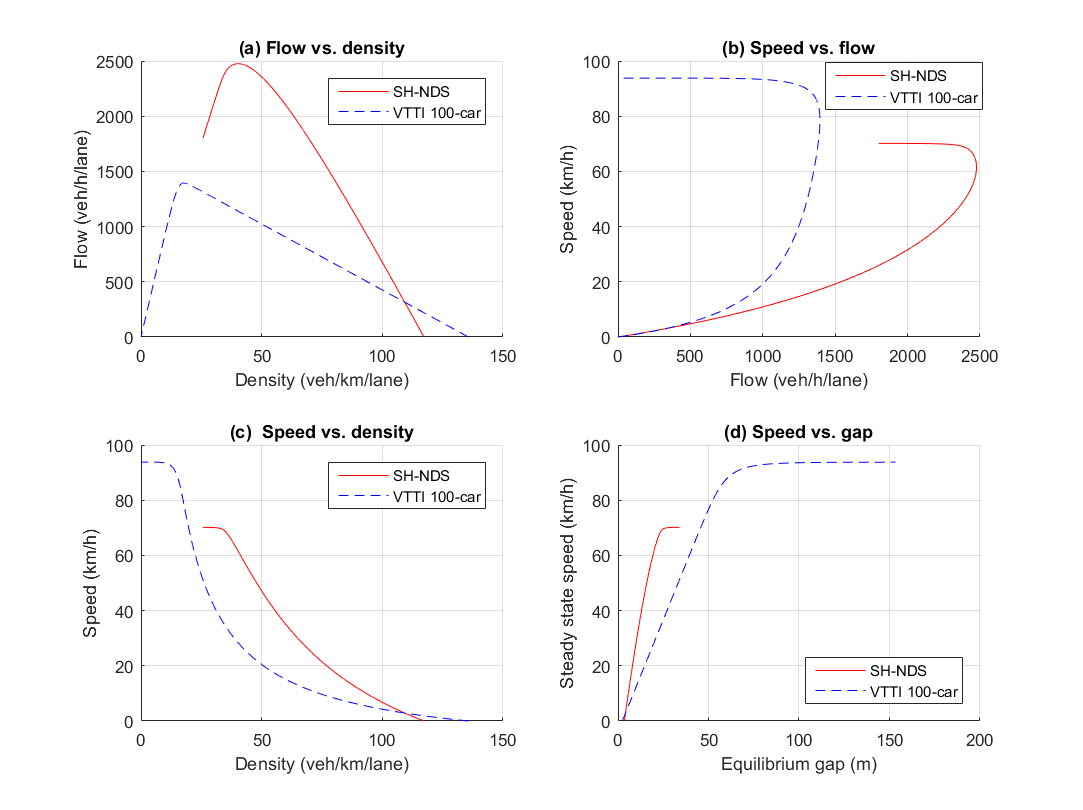 (a) Flow vs. density
2500
2000
1500
1000
500
0
Flow (veh/h/lane)
SH-NDS
VTTI 100-car
0 50 100 150
Density (veh/km/lane)
(b) Speed vs. flow
100
80
60
40
20
0
Speed (km/h)
SH-NDS
VTTI 100-car
0 500 1000 1500 2000 2500
Flow (veh/h/lane)
(c) Speed vs. density
100
80
60
40
20
0
Speed (km/h)
SH-NDS
VTTI 100-car
0 50 100 150
Density (veh/km/lane)
(d) Speed vs. gap
100
80
60
40
20
0
Steady state speed (km/h)
SH-NDS
VTTI 100-car
0 50 100 150 200
Equilibrium gap (m)